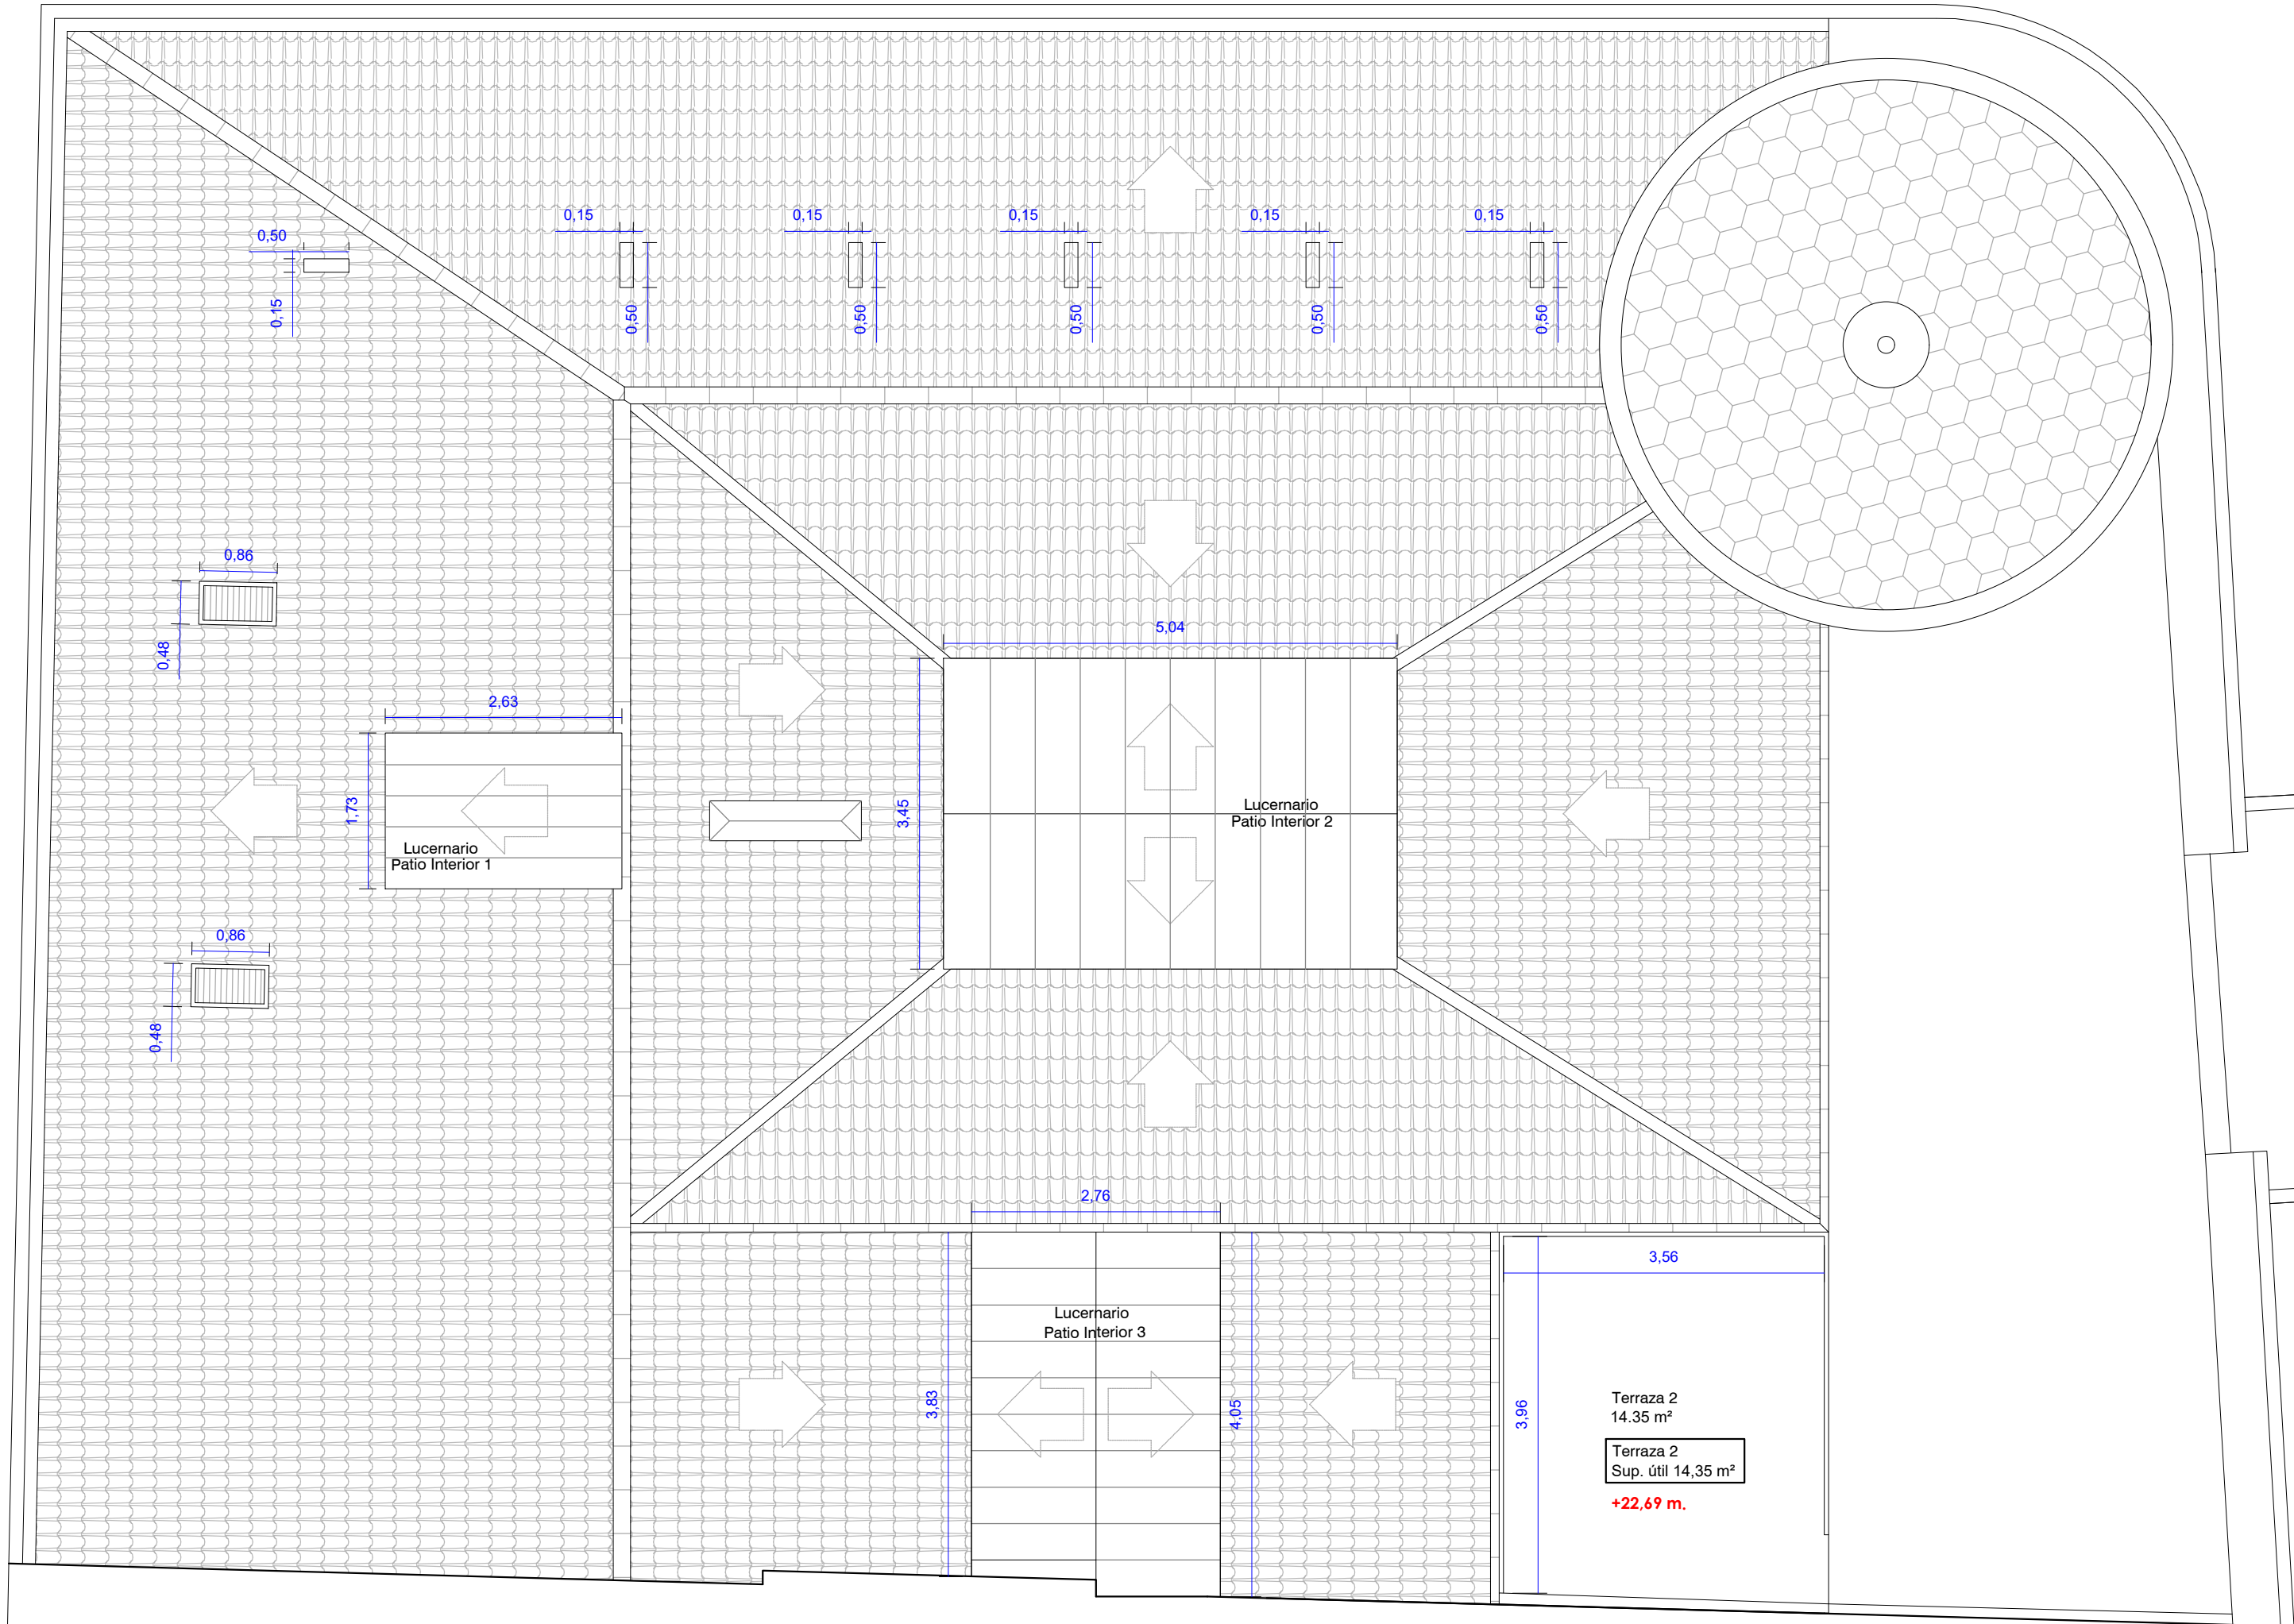 0,15
0,15
0,15
0,15
0,15
0,50
0,15
0,50
0,50
0,50
0,50
0,50
0,86
0,48
5,04
2,63
1,73
3,45
Lucernario
Patio Interior 2
Lucernario
Patio Interior 1
0,86
0,48
2,76
3,56
Lucernario
Patio Interior 3
3,83
4,05
3,96
Terraza 2
14.35 m²
Terraza 2
Sup. útil 14,35 m²
+22,69 m.